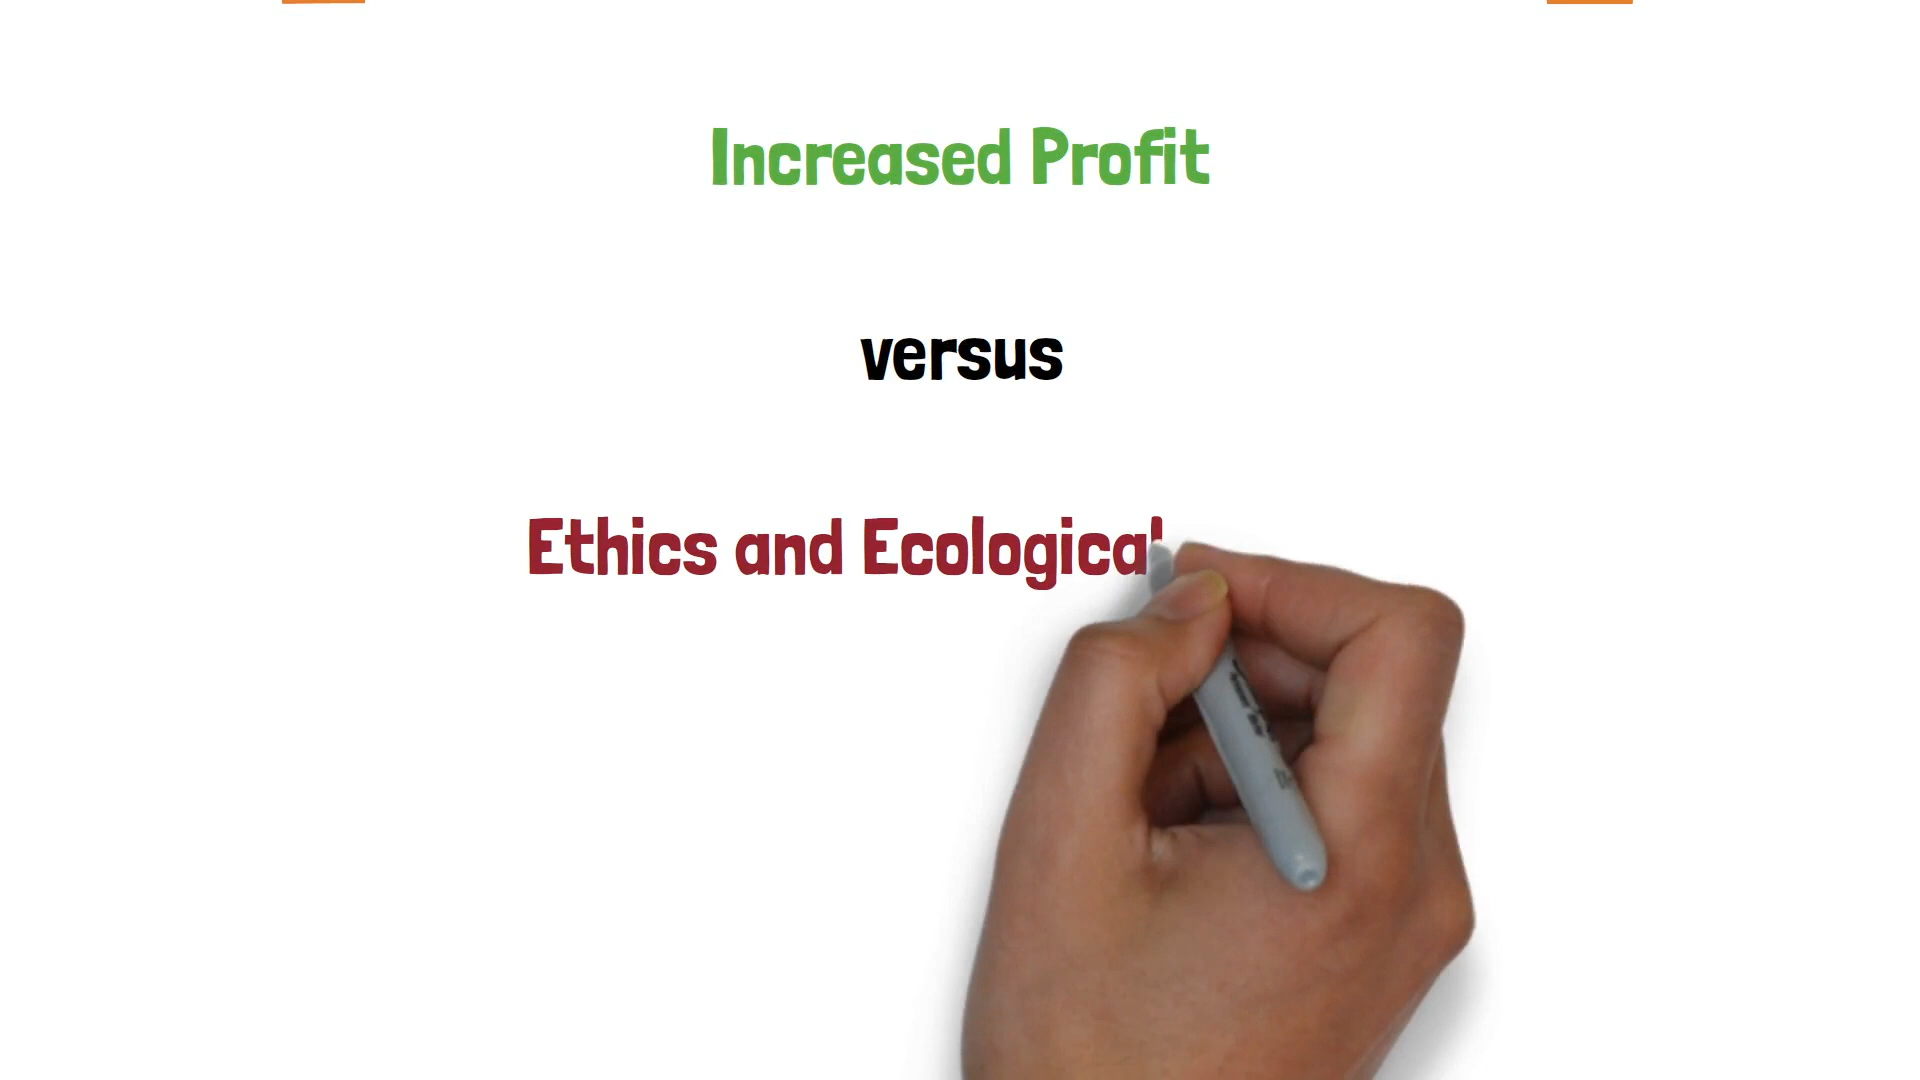 Increased Profit
versus
Ethics and Ecological